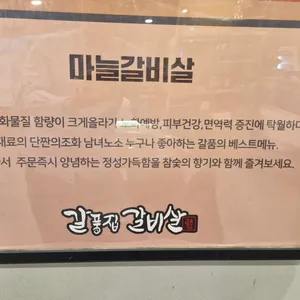 마늘갈비살
화물질 함량이 크게올라가 노화예방,피부건강,면역력 증진에 탁월하다
대료의 단짠의조화 남녀노소 누구나 좋아하는 갈품의 베스트메뉴.
서 주문즉시 양념하는 정성가득함을 참숯의 향기와 함께 즐겨보세요.
갈풍집 갈비살